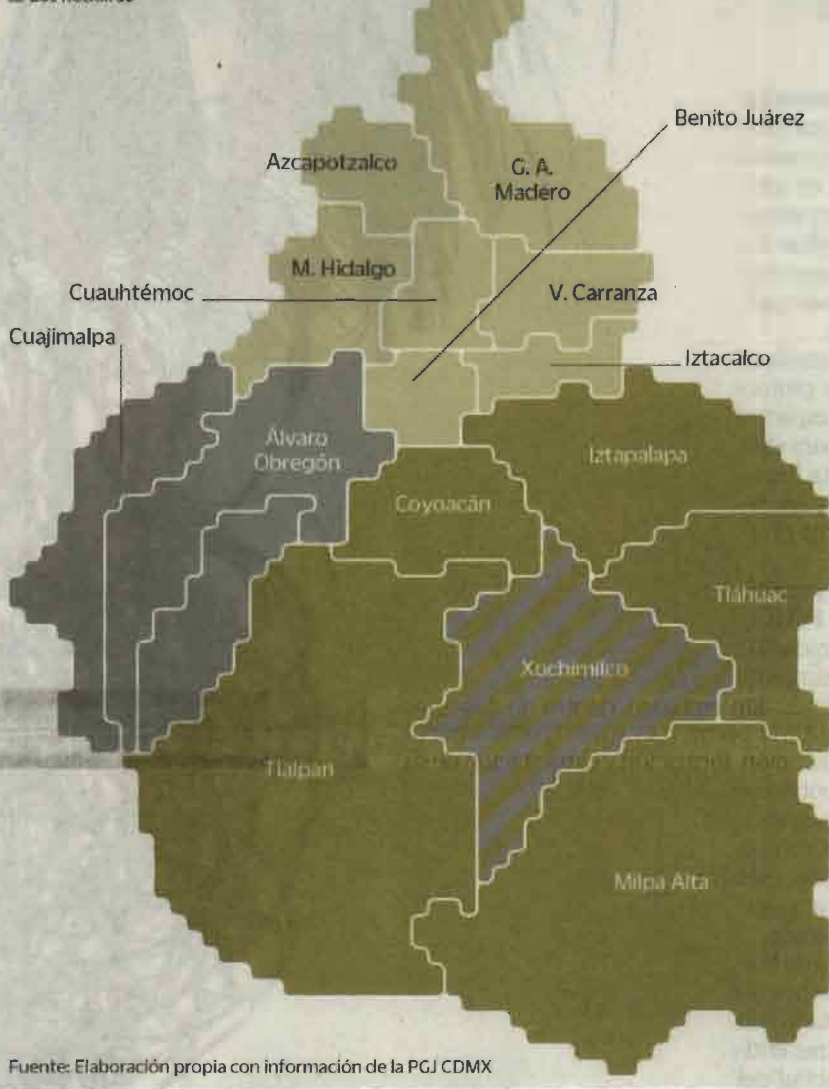 Benito Juárez
Azcapotzalco
G. A.
Madero
M. Hidalgo
Cuauhtémoc
V. Carranza
Cuajimalpa
Iztacalco
Álvaro
Obregón
Iztapalapa
Coyoacán
Tláhuac
Xochimilco
Tlalpan
Milpa Alta
Fuente: Elaboración propia con información de la PGJ CDMX